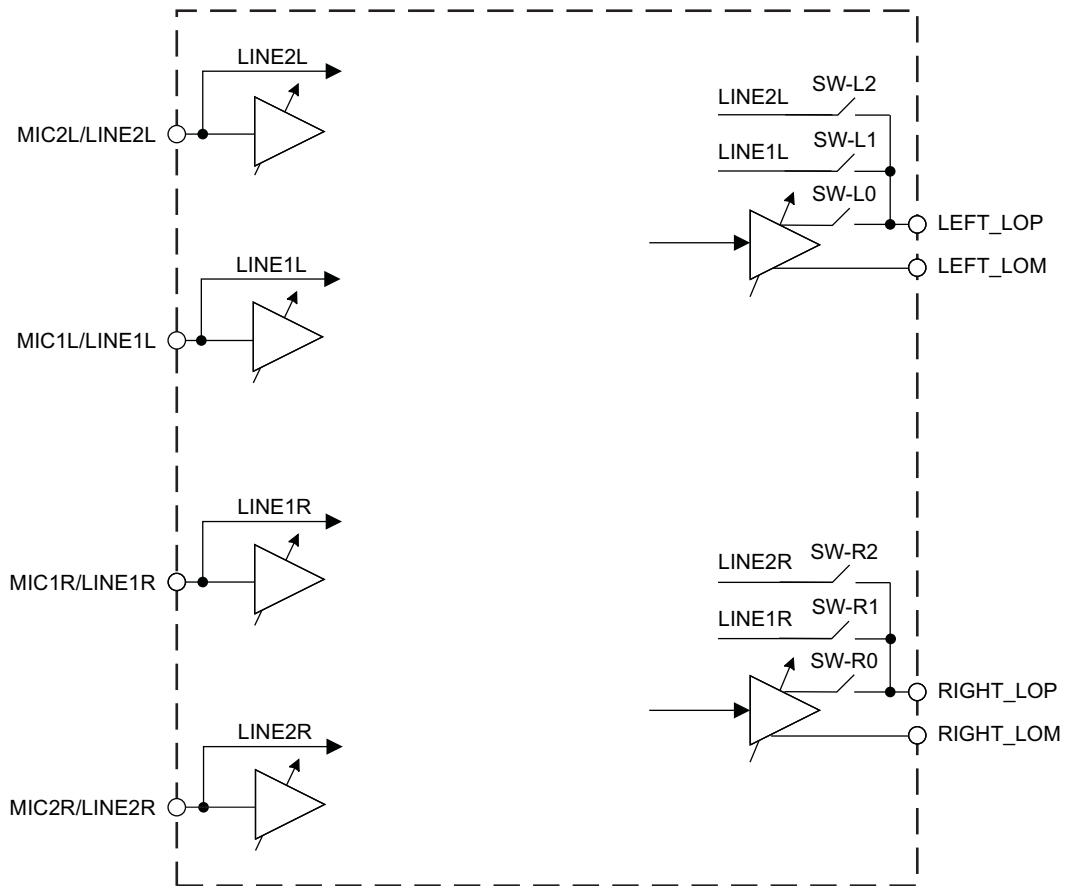 LINE2L
MIC2L/LINE2L
LINE1L
MIC1L/LINE1L
LINE1R
MIC1R/LINE1R
LINE2R
MIC2R/LINE2R
LINE2L
SW-L2
LINE1L
SW-L1
SW-L0
LEFT_LOP
LEFT_LOM
LINE2R
SW-R2
LINE1R
SW-R1
SW-R0
RIGHT_LOP
RIGHT_LOM